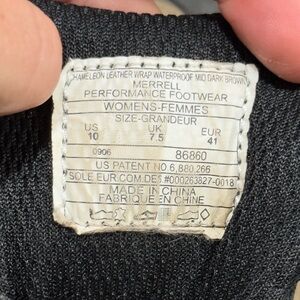 HAMELEON LEATHER WRAP WATERPROOF MID DARK BROWN
MERRELL
PERFORMANCE FOOTWEAR
WOMENS-FEMMES
SIZE-GRANDEUR
US UK EUR
10 7.5 41
0906 86860
US PATENT NO.6,880,266
SOLE EUR.COM.DES.#000263827-0018
MADE IN CHINA
FABRIQUE EN CHINE